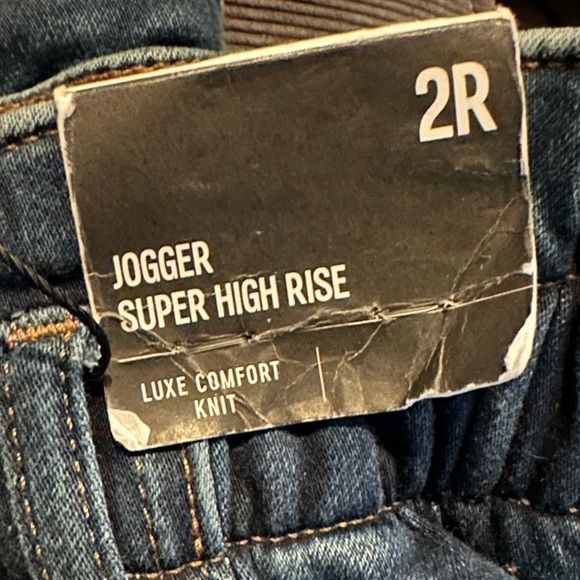 2R
JOGGER
SUPER HIGH RISE
LUXE COMFORT
KNIT